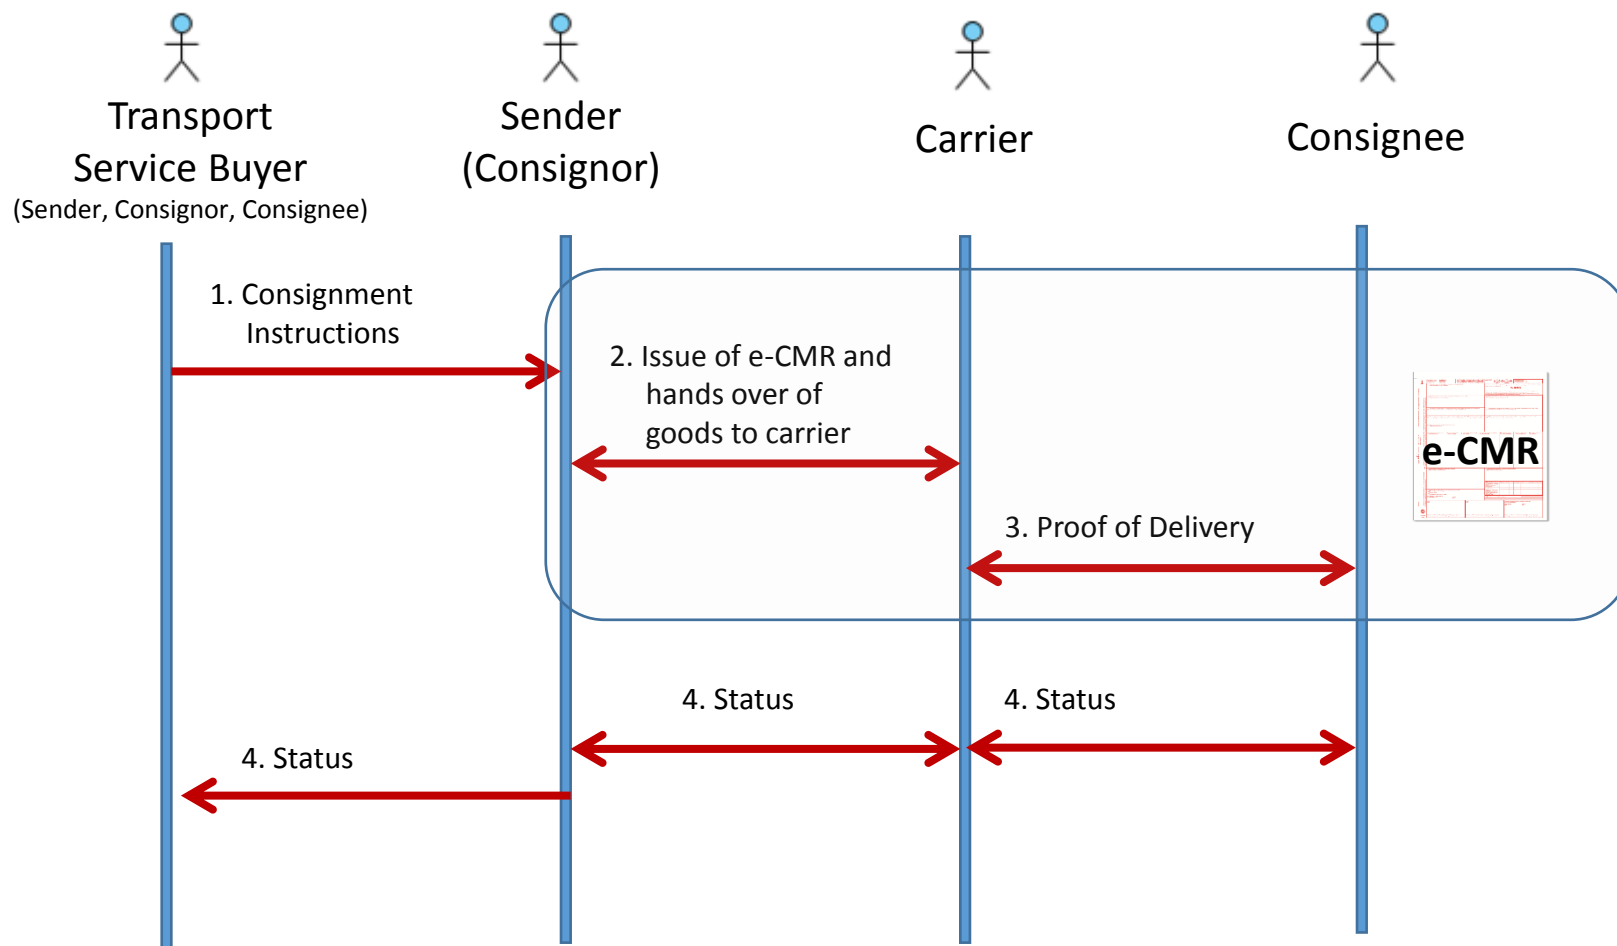 Transport
Service Buyer
(Sender, Consignor, Consignee)
Sender
(Consignor)
Carrier
Consignee
1. Consignment
Instructions
2. Issue of e-CMR and
hands over of
goods to carrier
e-CMR
3. Proof of Delivery
4. Status
4. Status
4. Status